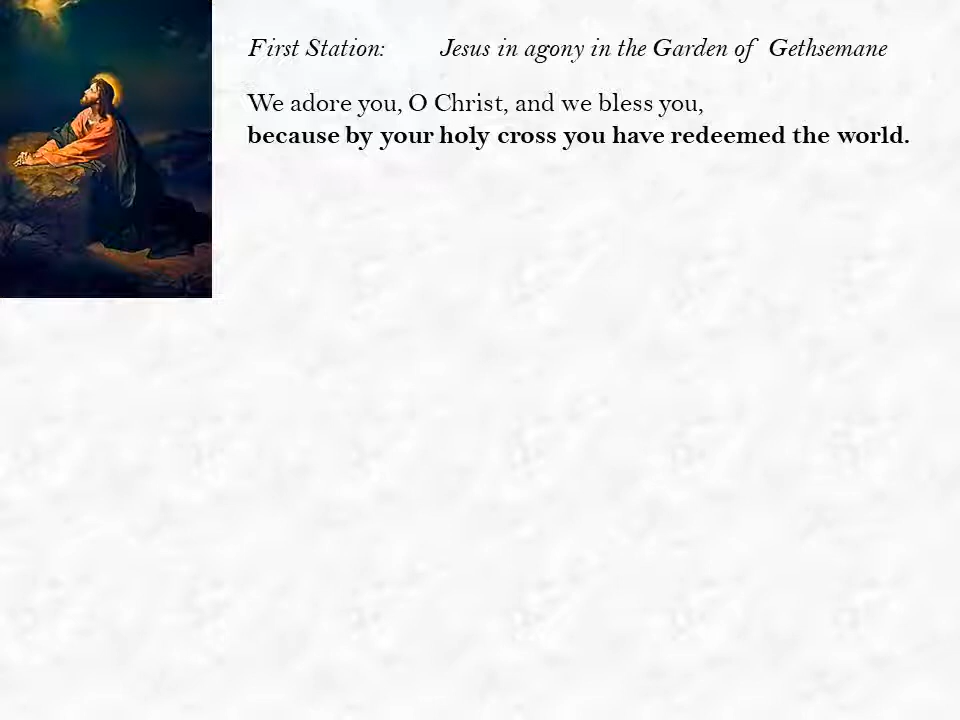 First Station: Jesus in agony in the Garden of Gethsemane
We adore you, O Christ, and we bless you,
because by your holy cross you have redeemed the world.